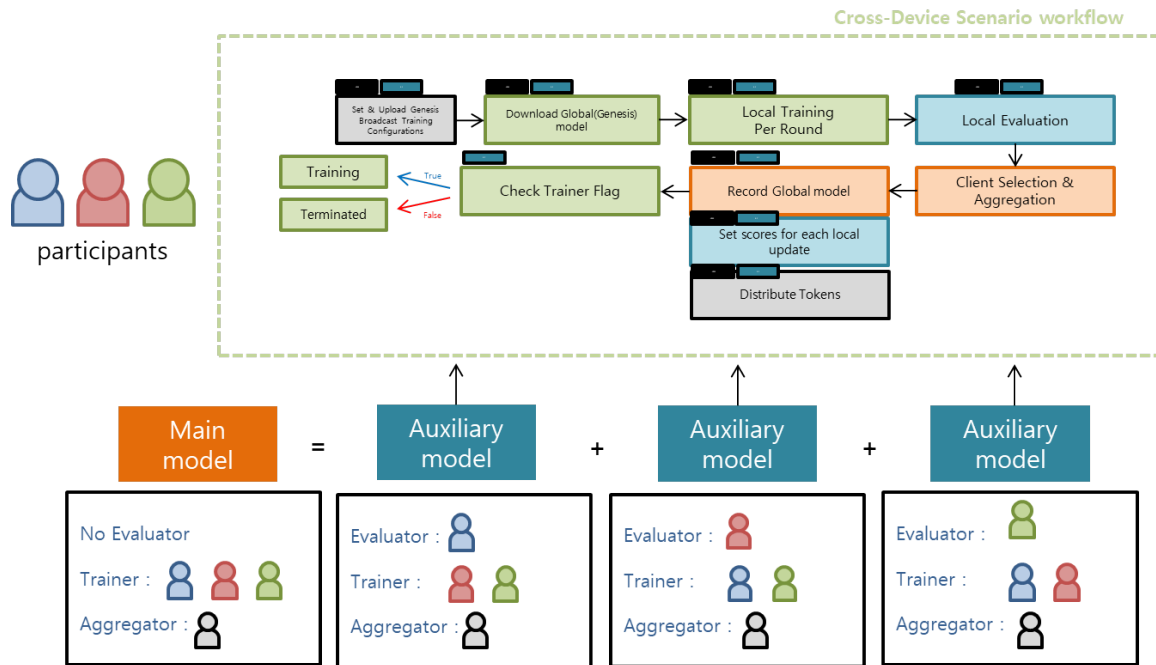 Cross-Device Scenario workflow
Set & Upload Genesis
Broadcast Training
Configurations
Download Global(Genesis)
model
Local Training
Per Round
Local Evaluation
Training
True
Check Trainer Flag
Record Global model
Client Selection &
Aggregation
Terminated
False
Set scores for each local
update
Distribute Tokens
participants
Main
model
=
Auxiliary
model
+
Auxiliary
model
+
Auxiliary
model
No Evaluator
Trainer :
Aggregator :
Evaluator :
Trainer :
Aggregator :
Evaluator :
Trainer :
Aggregator :
Evaluator :
Trainer :
Aggregator :